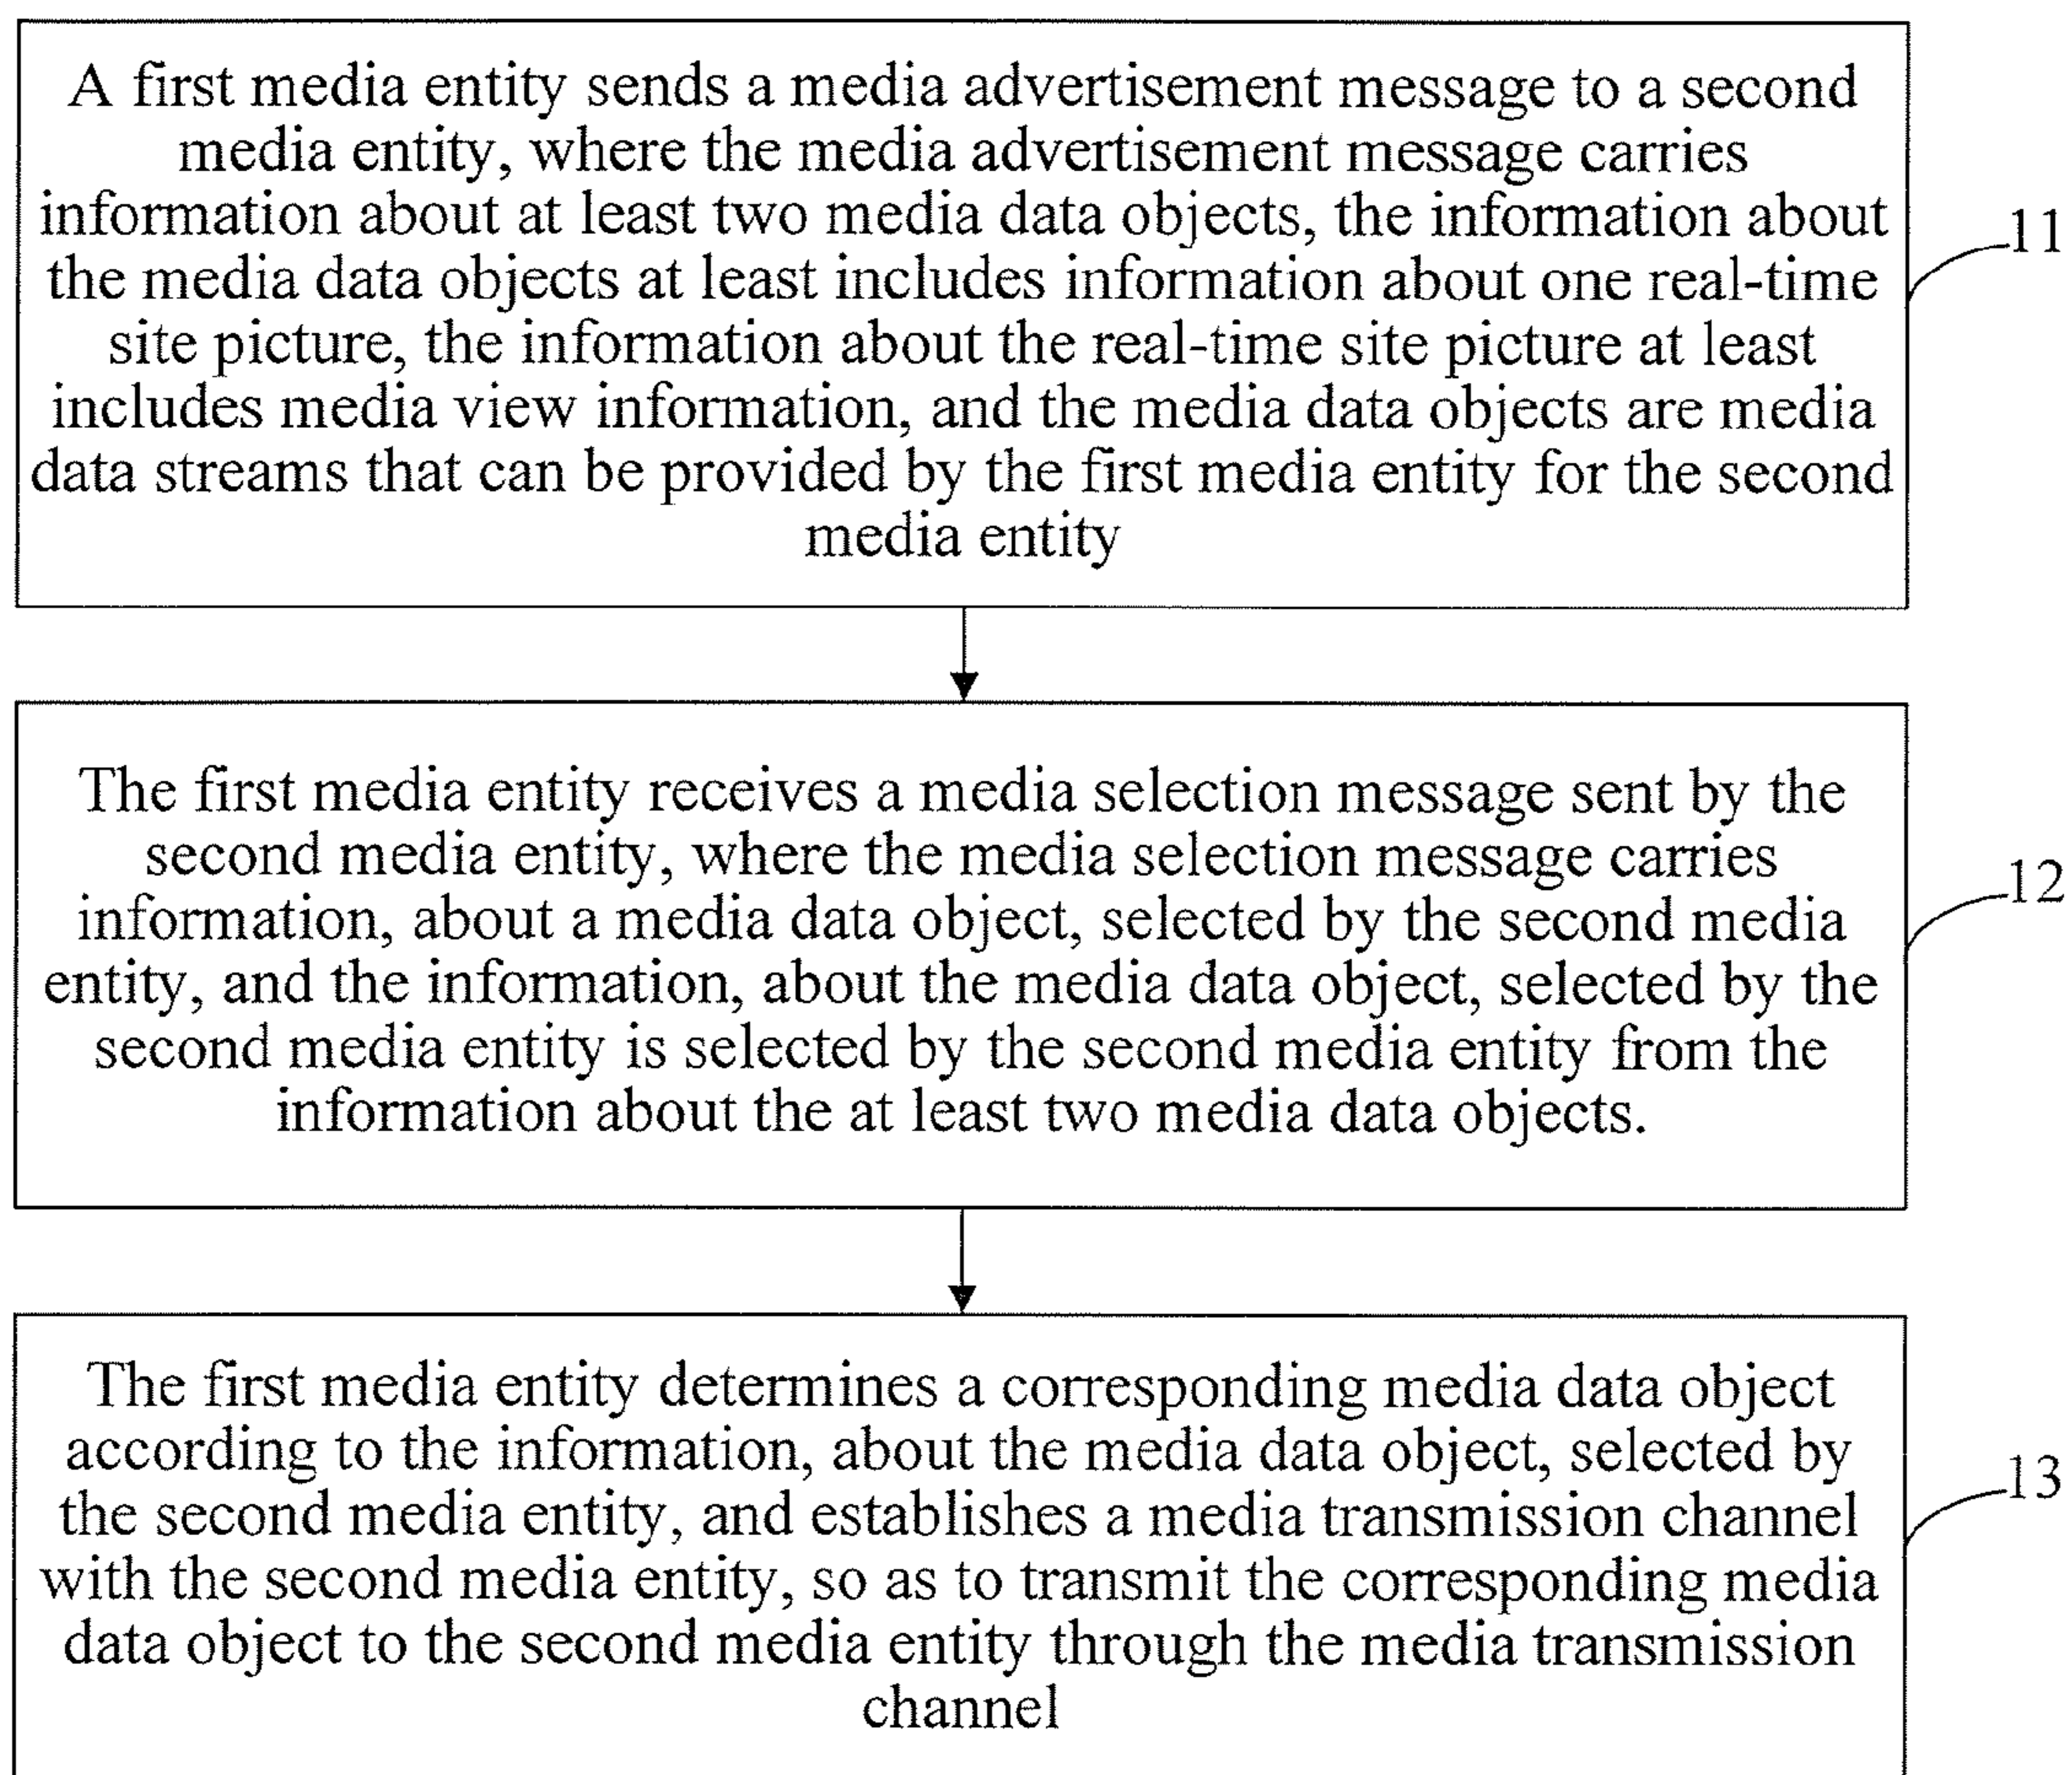 A first media entity sends a media advertisement message to a second
media entity, where the media advertisement message carries
information about at least two media data objects, the information about
the media data objects at least includes information about one real-time
site picture, the information about the real-time site picture at least
includes media view information, and the media data objects are media
data streams that can be provided by the first media entity for the second
media entity
11
The first media entity receives a media selection message sent by the
second media entity, where the media selection message carries
information, about a media data object, selected by the second media
entity, and the information, about the media data object, selected by the
second media entity is selected by the second media entity from the
information about the at least two media data objects.
12
The first media entity determines a corresponding media data object
according to the information, about the media data object, selected by
the second media entity, and establishes a media transmission channel
with the second media entity, so as to transmit the corresponding media
data object to the second media entity through the media transmission
channel
13